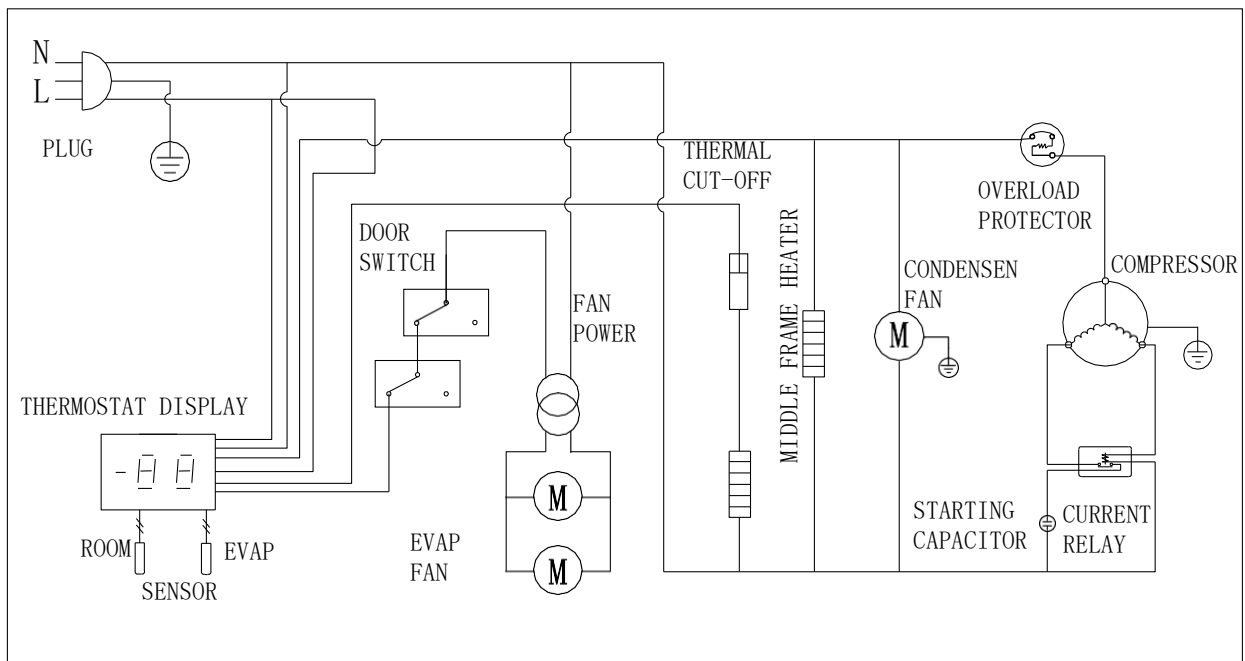 N
L
PLUG
THERMAL
CUT-OFF
OVERLOAD
PROTECTOR
DOOR
SWITCH
FAN
POWER
MIDDLE FRAME HEATER
CONDENSEN
FAN
M
COMPRESSOR
THERMOSTAT DISPLAY
-88
M
M
EVAP
FAN
STARTING
CAPACITOR
CURRENT
RELAY
ROOM
EVAP
SENSOR